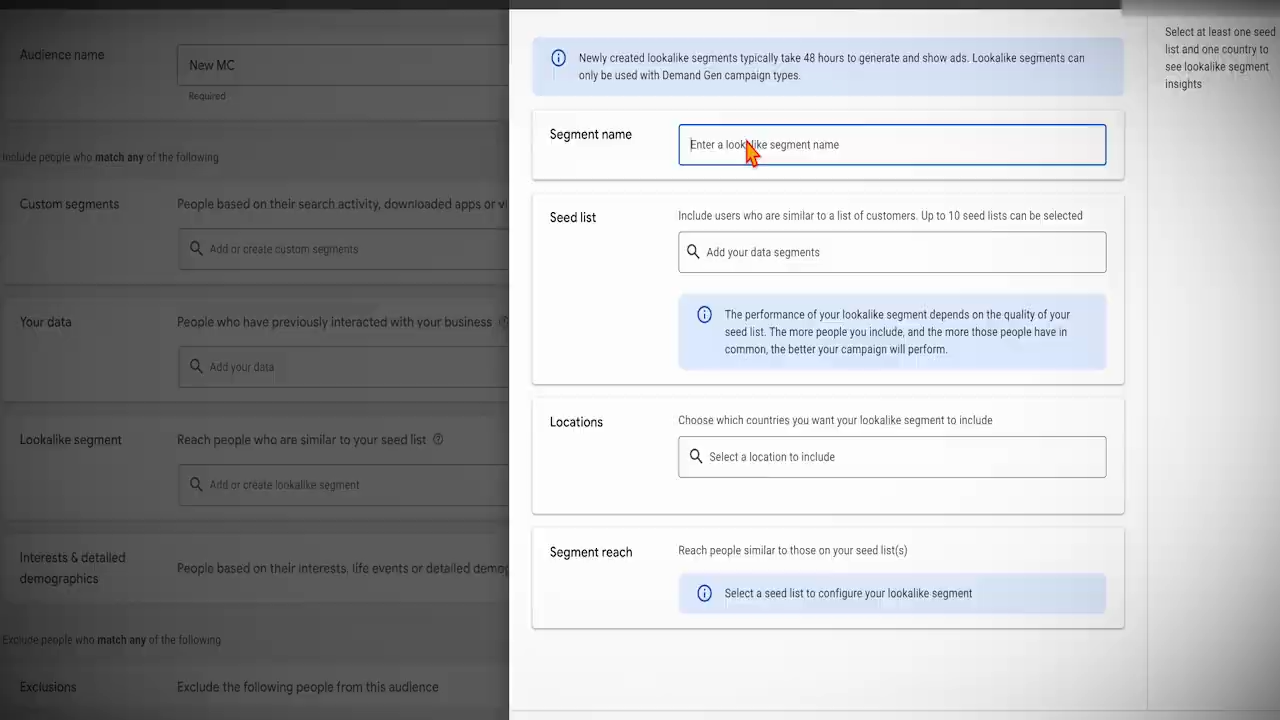 Audience name
New MC
Required
Include people who match any of the following
Custom segments
People based on their search activity, downloaded apps or vi
Add or create custom segments
Your data
People who have previously interacted with your business
Add your data
Lookalike segment
Reach people who are similar to your seed list
Add or create lookalike segment
Interests & detailed
demographics
People based on their interests, life events or detailed demog
Exclude people who match any of the following
Exclusions
Exclude the following people from this audience
Newly created lookalike segments typically take 48 hours to generate and show ads. Lookalike segments can
only be used with Demand Gen campaign types.
Segment name
Enter a lookalike segment name
Seed list
Include users who are similar to a list of customers. Up to 10 seed lists can be selected
Add your data segments
The performance of your lookalike segment depends on the quality of your
seed list. The more people you include, and the more those people have in
common, the better your campaign will perform.
Locations
Choose which countries you want your lookalike segment to include
Select a location to include
Segment reach
Reach people similar to those on your seed list(s)
Select a seed list to configure your lookalike segment
Select at least one seed
list and one country to
see lookalike segment
insights